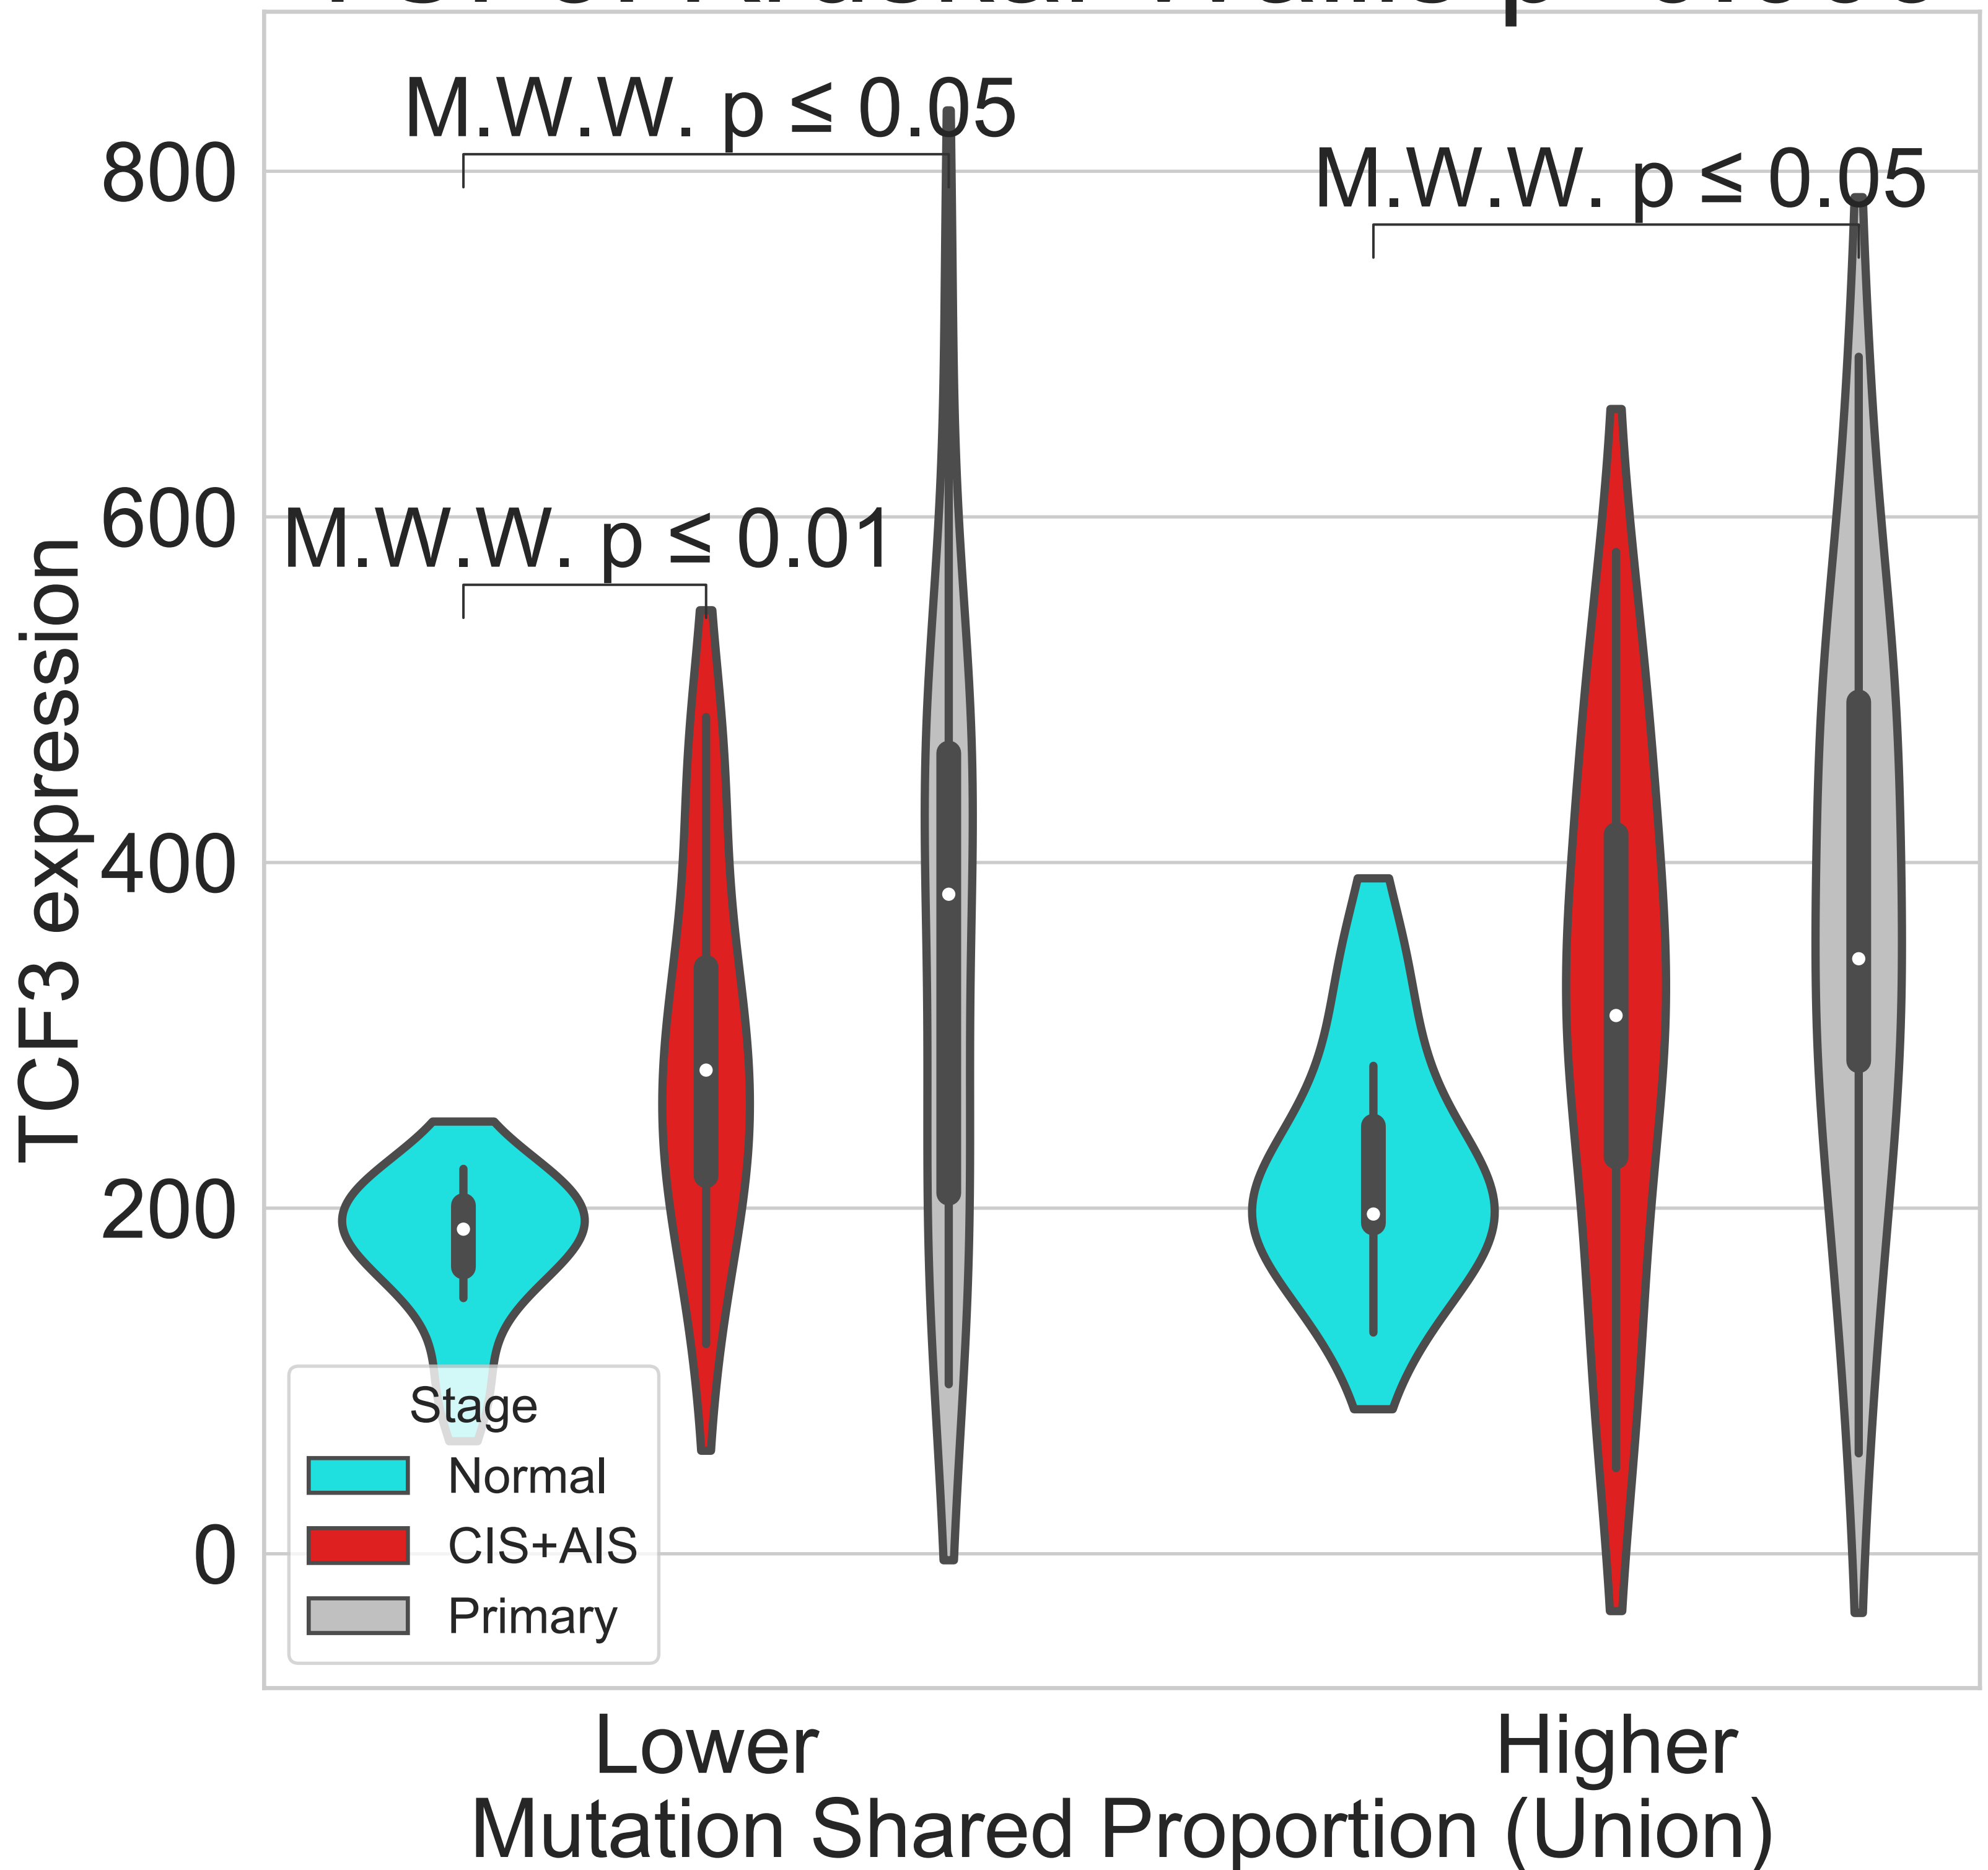 M.W.W. p ≤ 0.05
M.W.W. p ≤ 0.05
M.W.W. p ≤ 0.01
800
600
400
200
0
TCF3 expression
Stage
Normal
CIS+AIS
Primary
Lower
Higher
Mutation Shared Proportion (Union)